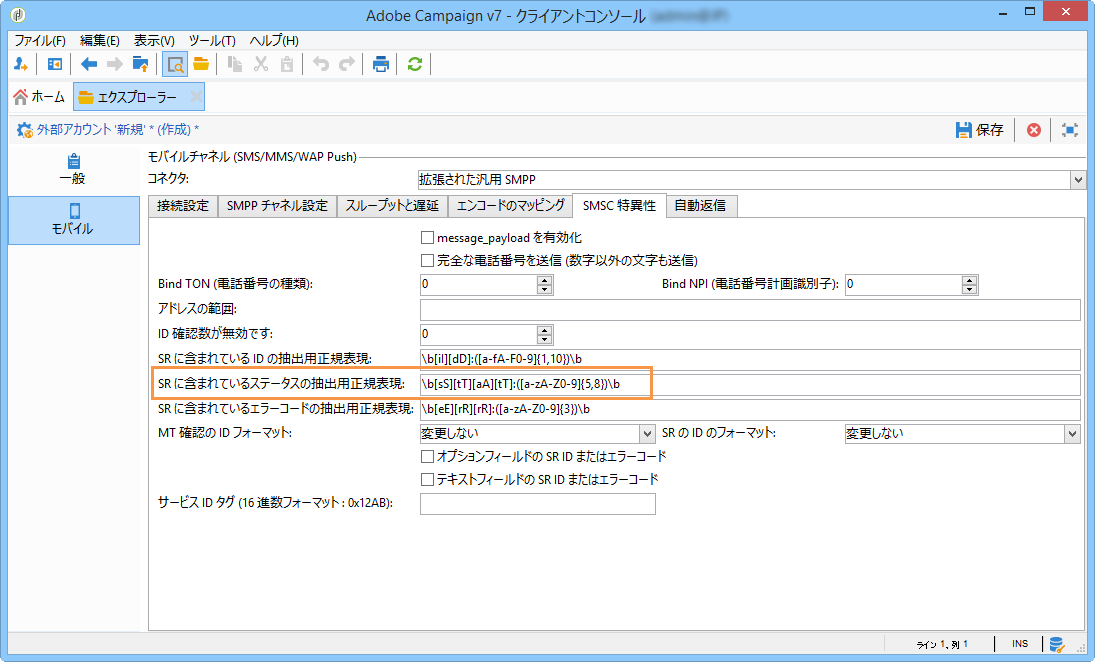 Adobe Campaign v7 - クライアントコンソール
ファイル(F) 編集(E) 表示(V) ツール(T) ヘルプ(H)
ホーム エクスプローラー
外部アカウント '新規' * (作成) * 保存
一般
モバイル
モバイルチャネル (SMS/MMS/WAP Push)
コネクタ: 拡張された汎用 SMPP
接続設定 SMPP チャネル設定 スループットと遅延 エンコードのマッピング SMSC 特異性 自動返信
message_payload を有効化
完全な電話番号を送信 (数字以外の文字も送信)
Bind TON (電話番号の種類): 0 Bind NPI (電話番号計画識別子): 0
アドレスの範囲:
ID 確認数が無効です: 0
SR に含まれている ID の抽出用正規表現: \b[iI][dD]:([a-fA-F0-9]{1,10})\b
SR に含まれているステータスの抽出用正規表現: \b[sS][tT][aA][tT]:([a-zA-Z0-9]{5,8})\b
SR に含まれているエラーコードの抽出用正規表現: \b[eE][rR][rR]:([a-zA-Z0-9]{3})\b
MT 確認の ID フォーマット: 変更しない SR の ID のフォーマット: 変更しない
オプションフィールドの SR ID またはエラーコード
テキストフィールドの SR ID またはエラーコード
サービス ID タグ (16 進数フォーマット : 0x12AB):
ライン 1、列 1 INS